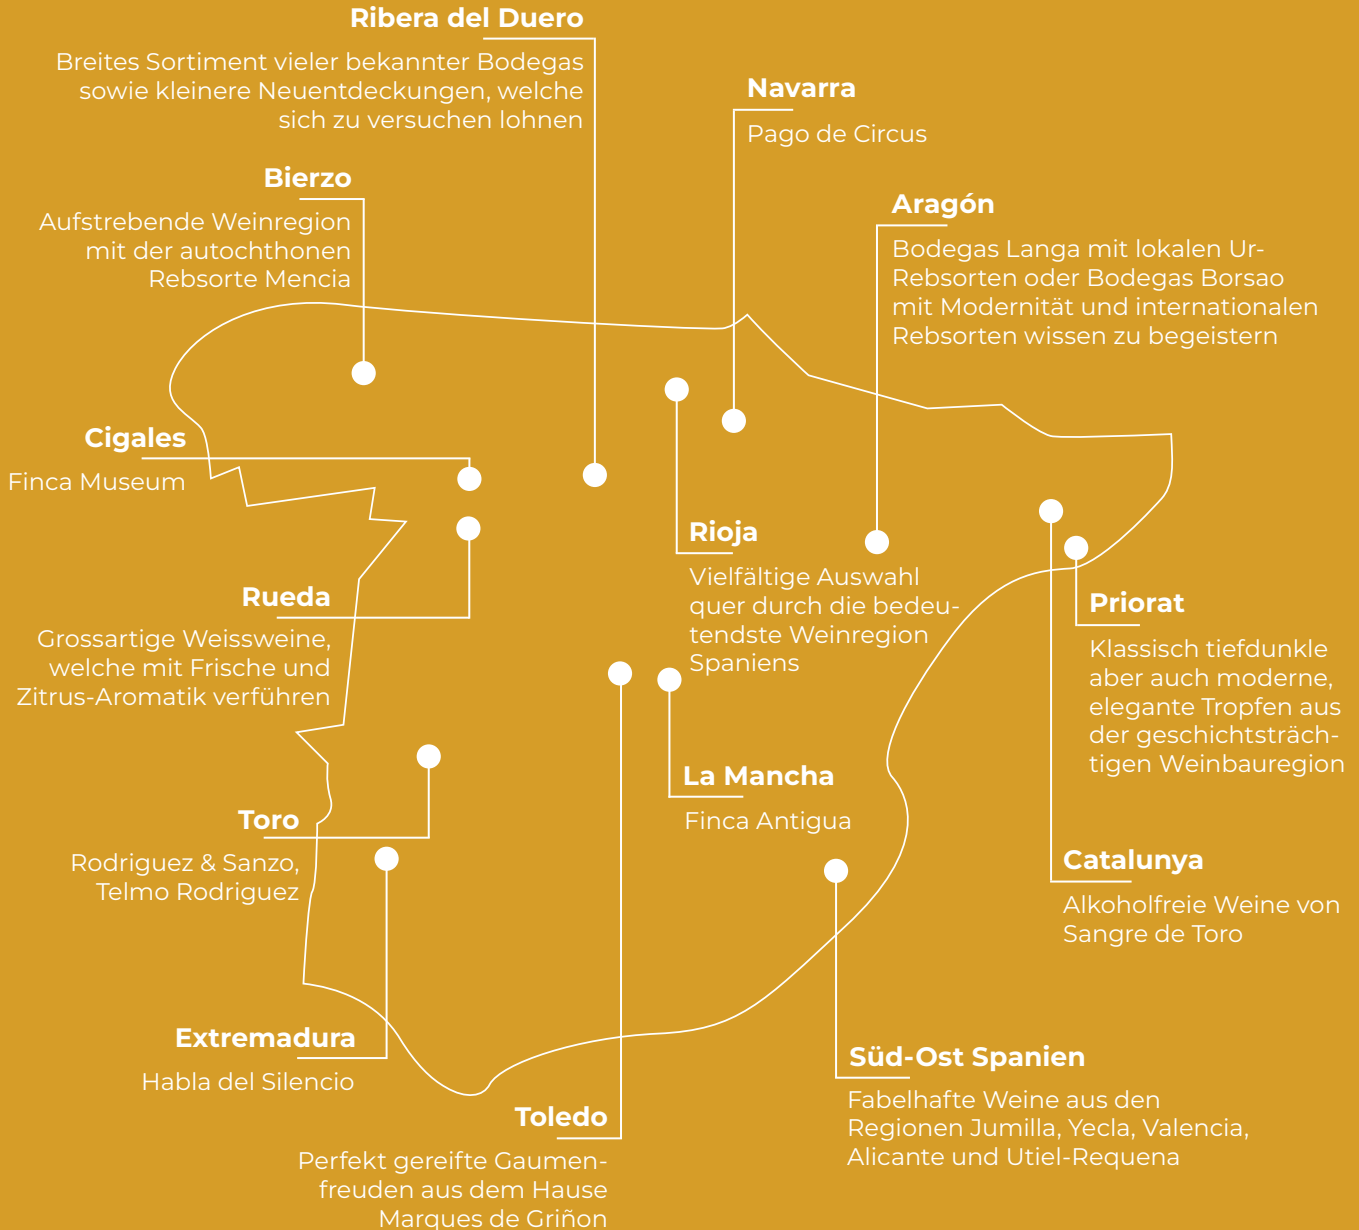 Ribera del Duero
Breites Sortiment vieler bekannter Bodegas
sowie kleinere Neuentdeckungen, welche
sich zu versuchen lohnen
Navarra
Pago de Circus
Bierzo
Aufstrebende Weinregion
mit der autochthonen
Rebsorte Mencia
Aragón
Bodegas Langa mit lokalen Ur-
Rebsorten oder Bodegas Borsao
mit Modernität und internationalen
Rebsorten wissen zu begeistern
Cigales
Finca Museum
Rioja
Vielfältige Auswahl
quer durch die bedeu-
tendste Weinregion
Spaniens
Rueda
Grossartige Weissweine,
welche mit Frische und
Zitrus-Aromatik verführen
Priorat
Klassisch tiefdunkle
aber auch moderne,
elegante Tropfen aus
der geschichtsträch-
tigen Weinbauregion
La Mancha
Finca Antigua
Toro
Rodriguez & Sanzo,
Telmo Rodriguez
Catalunya
Alkoholfreie Weine von
Sangre de Toro
Extremadura
Habla del Silencio
Süd-Ost Spanien
Fabelhafte Weine aus den
Regionen Jumilla, Yecla, Valencia,
Alicante und Utiel-Requena
Toledo
Perfekt gereifte Gaumen-
freuden aus dem Hause
Marques de Griñon